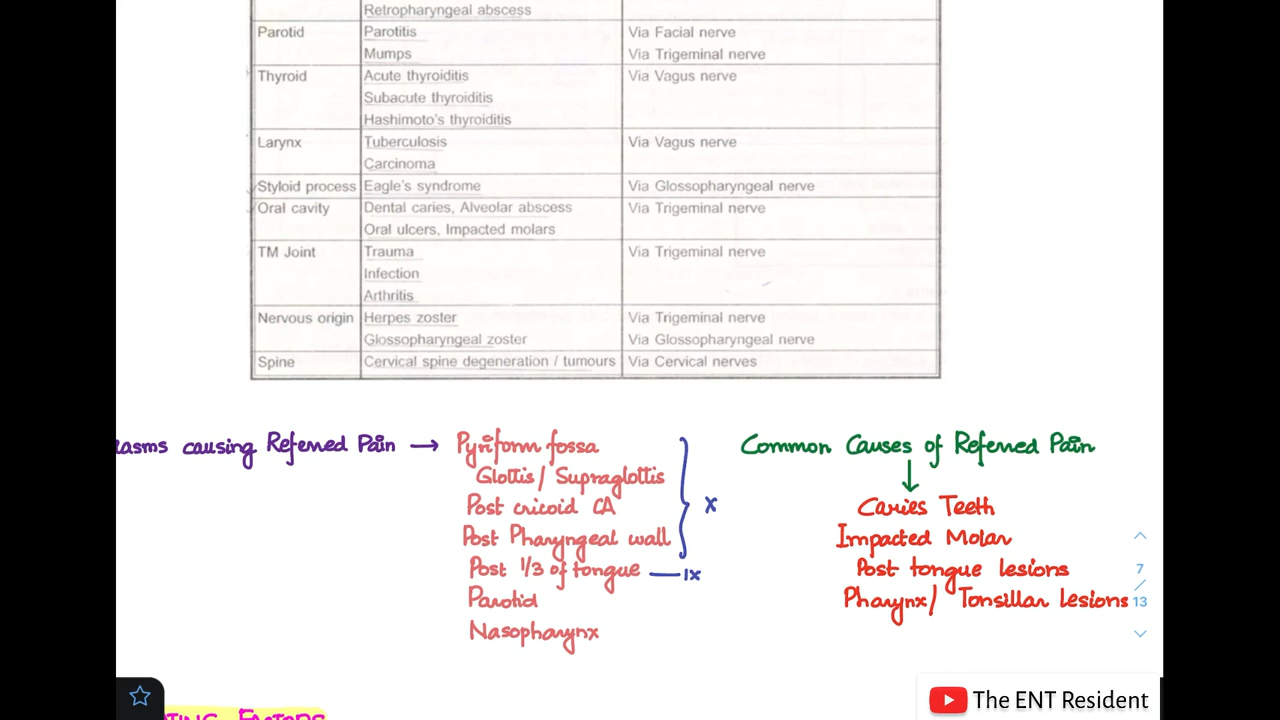 Retropharyngeal abscess
Parotid Parotitis Via Facial nerve
Mumps Via Trigeminal nerve
Thyroid Acute thyroiditis Via Vagus nerve
Subacute thyroiditis
Hashimoto's thyroiditis
Larynx Tuberculosis Via Vagus nerve
Carcinoma
Styloid process Eagle's syndrome Via Glossopharyngeal nerve
Oral cavity Dental caries, Alveolar abscess Via Trigeminal nerve
Oral ulcers, Impacted molars
TM Joint Trauma Via Trigeminal nerve
Infection
Arthritis
Nervous origin Herpes zoster Via Trigeminal nerve
Glossopharyngeal zoster Via Glossopharyngeal nerve
Spine Cervical spine degeneration / tumours Via Cervical nerves
lasms causing Referred Pain → Pyriform fossa
Glottis/ Supraglottis
Post cricoid CA
Post Pharyngeal wall
X
Post 1/3 of tongue — IX
Parotid
Nasopharynx
Common Causes of Referred Pain
↓
Caries Teeth
Impacted Molar
Post tongue lesions
Pharynx/ Tonsillar Lesions
7
/
13
TING FACTORS
The ENT Resident